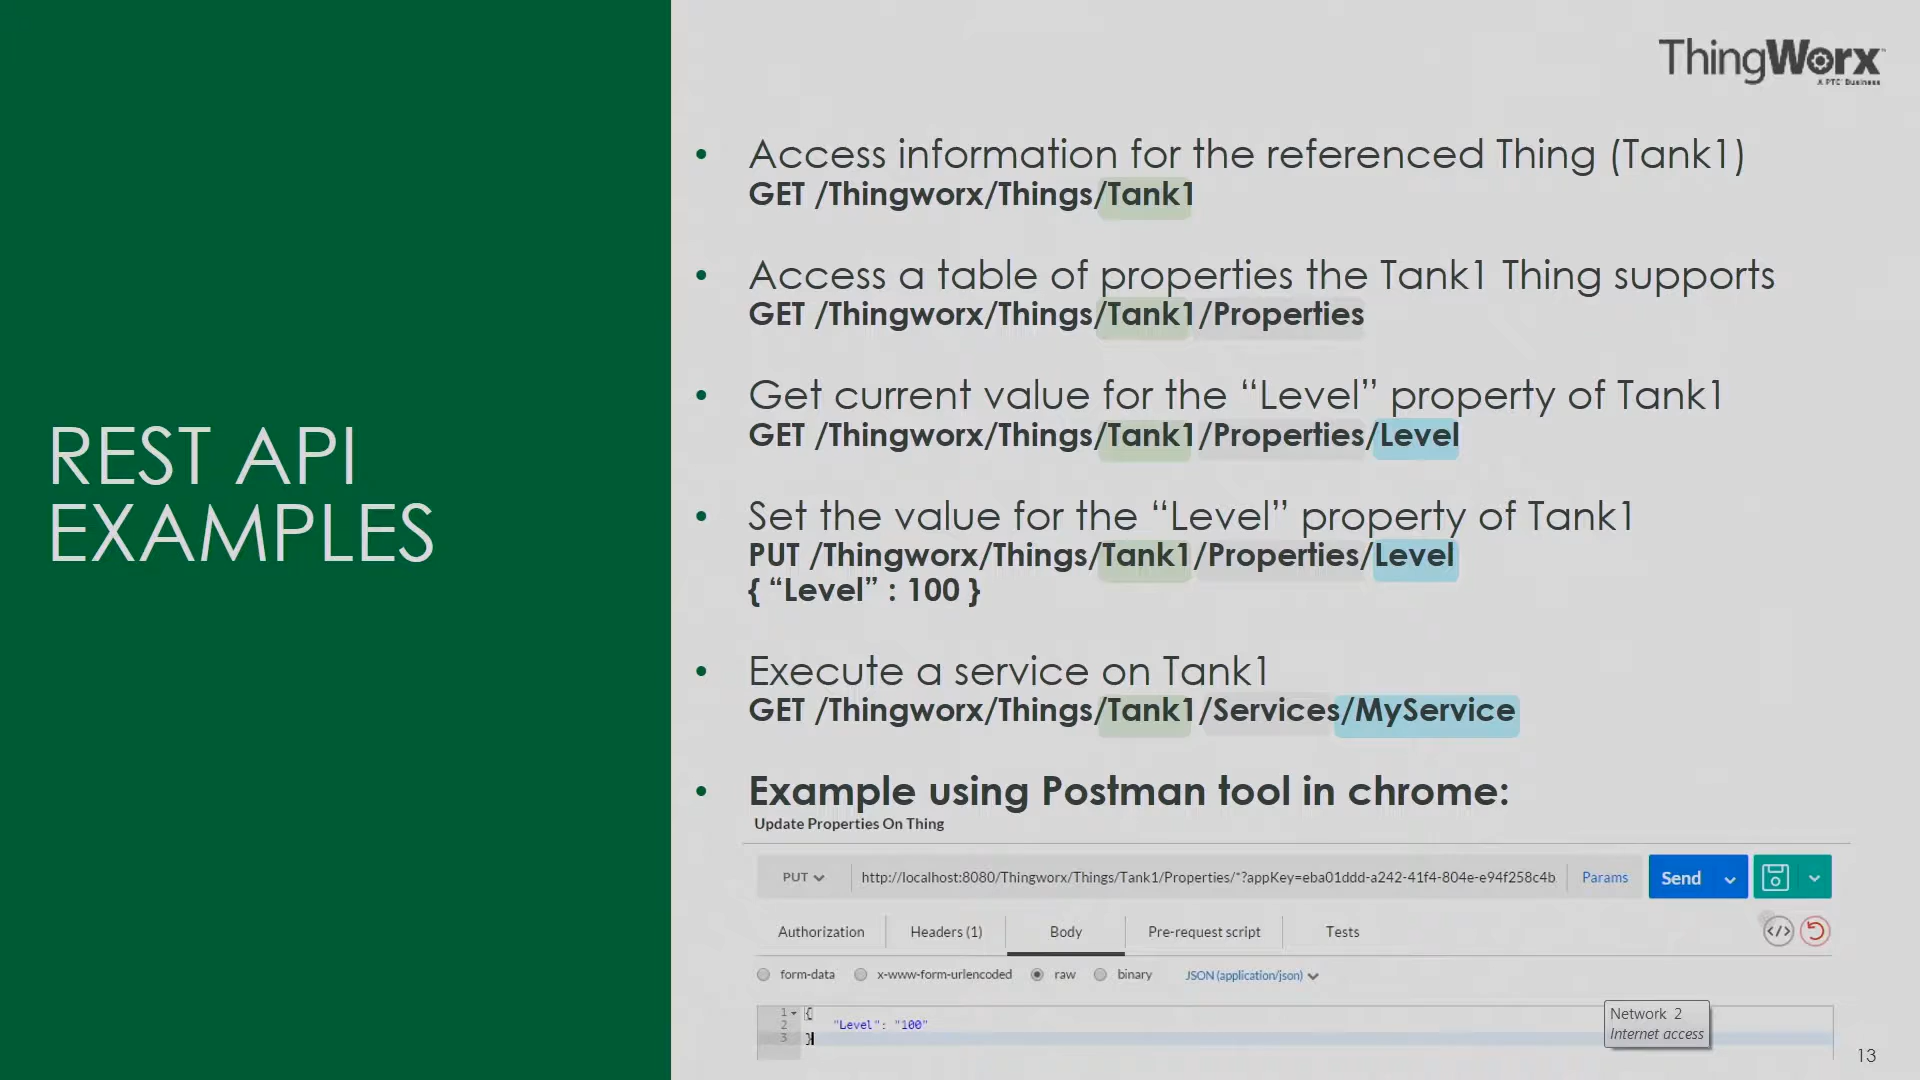 ThingWorx™
A PTC Business
REST API
EXAMPLES
• Access information for the referenced Thing (Tank1)
GET /Thingworx/Things/Tank1
• Access a table of properties the Tank1 Thing supports
GET /Thingworx/Things/Tank1/Properties
• Get current value for the “Level” property of Tank1
GET /Thingworx/Things/Tank1/Properties/Level
• Set the value for the “Level” property of Tank1
PUT /Thingworx/Things/Tank1/Properties/Level
{ “Level” : 100 }
• Execute a service on Tank1
GET /Thingworx/Things/Tank1/Services/MyService
• Example using Postman tool in chrome:
Update Properties On Thing
PUT http://localhost:8080/Thingworx/Things/Tank1/Properties/*?appKey=eba01ddd-a242-41f4-804e-e94f258c4b Params Send
Authorization Headers (1) Body Pre-request script Tests </>
form-data x-www-form-urlencoded raw binary JSON (application/json)
1 {
2 "Level": "100"
3 }
Network 2
Internet access
13